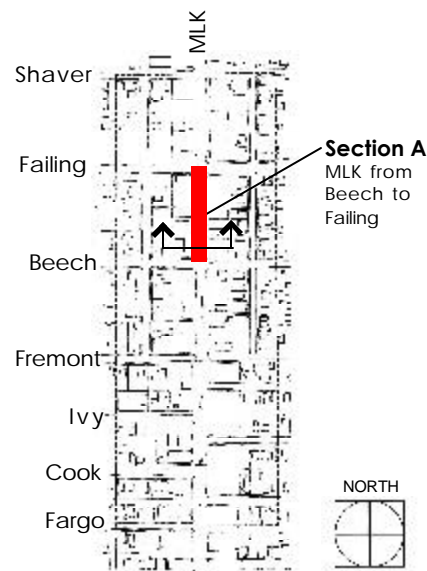 MLK
Shaver
Failing
Section A
MLK from
Beech to
Failing
Beech
Fremont
Ivy
Cook
Fargo
NORTH